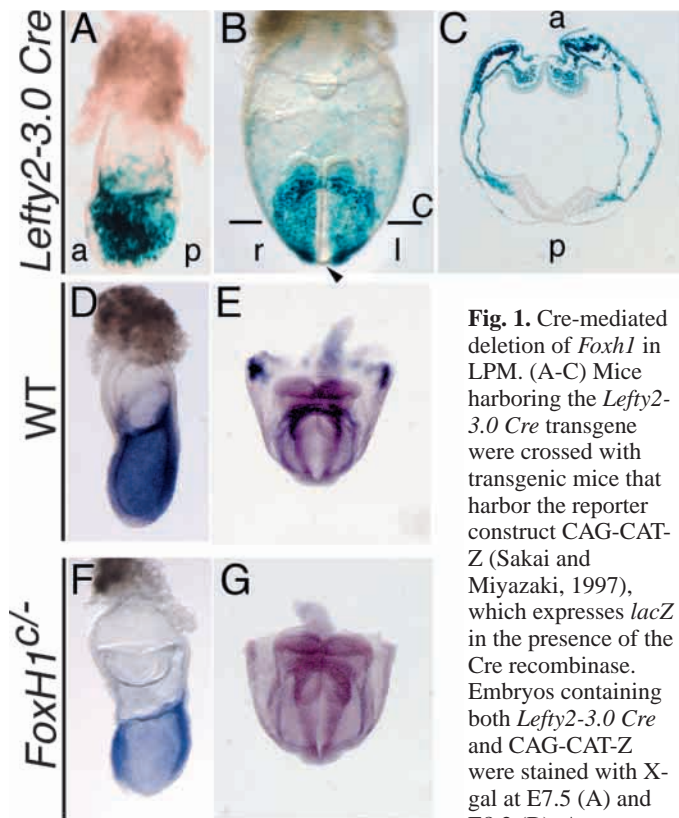 Lefty2-3.0 Cre
A
B
C
a
a
p
r
l
C
p
WT
D
E
FoxH1c/-
F
G
Fig. 1. Cre-mediated
deletion of Foxh1 in
LPM. (A-C) Mice
harboring the Lefty2-
3.0 Cre transgene
were crossed with
transgenic mice that
harbor the reporter
construct CAG-CAT-
Z (Sakai and
Miyazaki, 1997),
which expresses lacZ
in the presence of the
Cre recombinase.
Embryos containing
both Lefty2-3.0 Cre
and CAG-CAT-Z
were stained with X-
gal at E7.5 (A) and